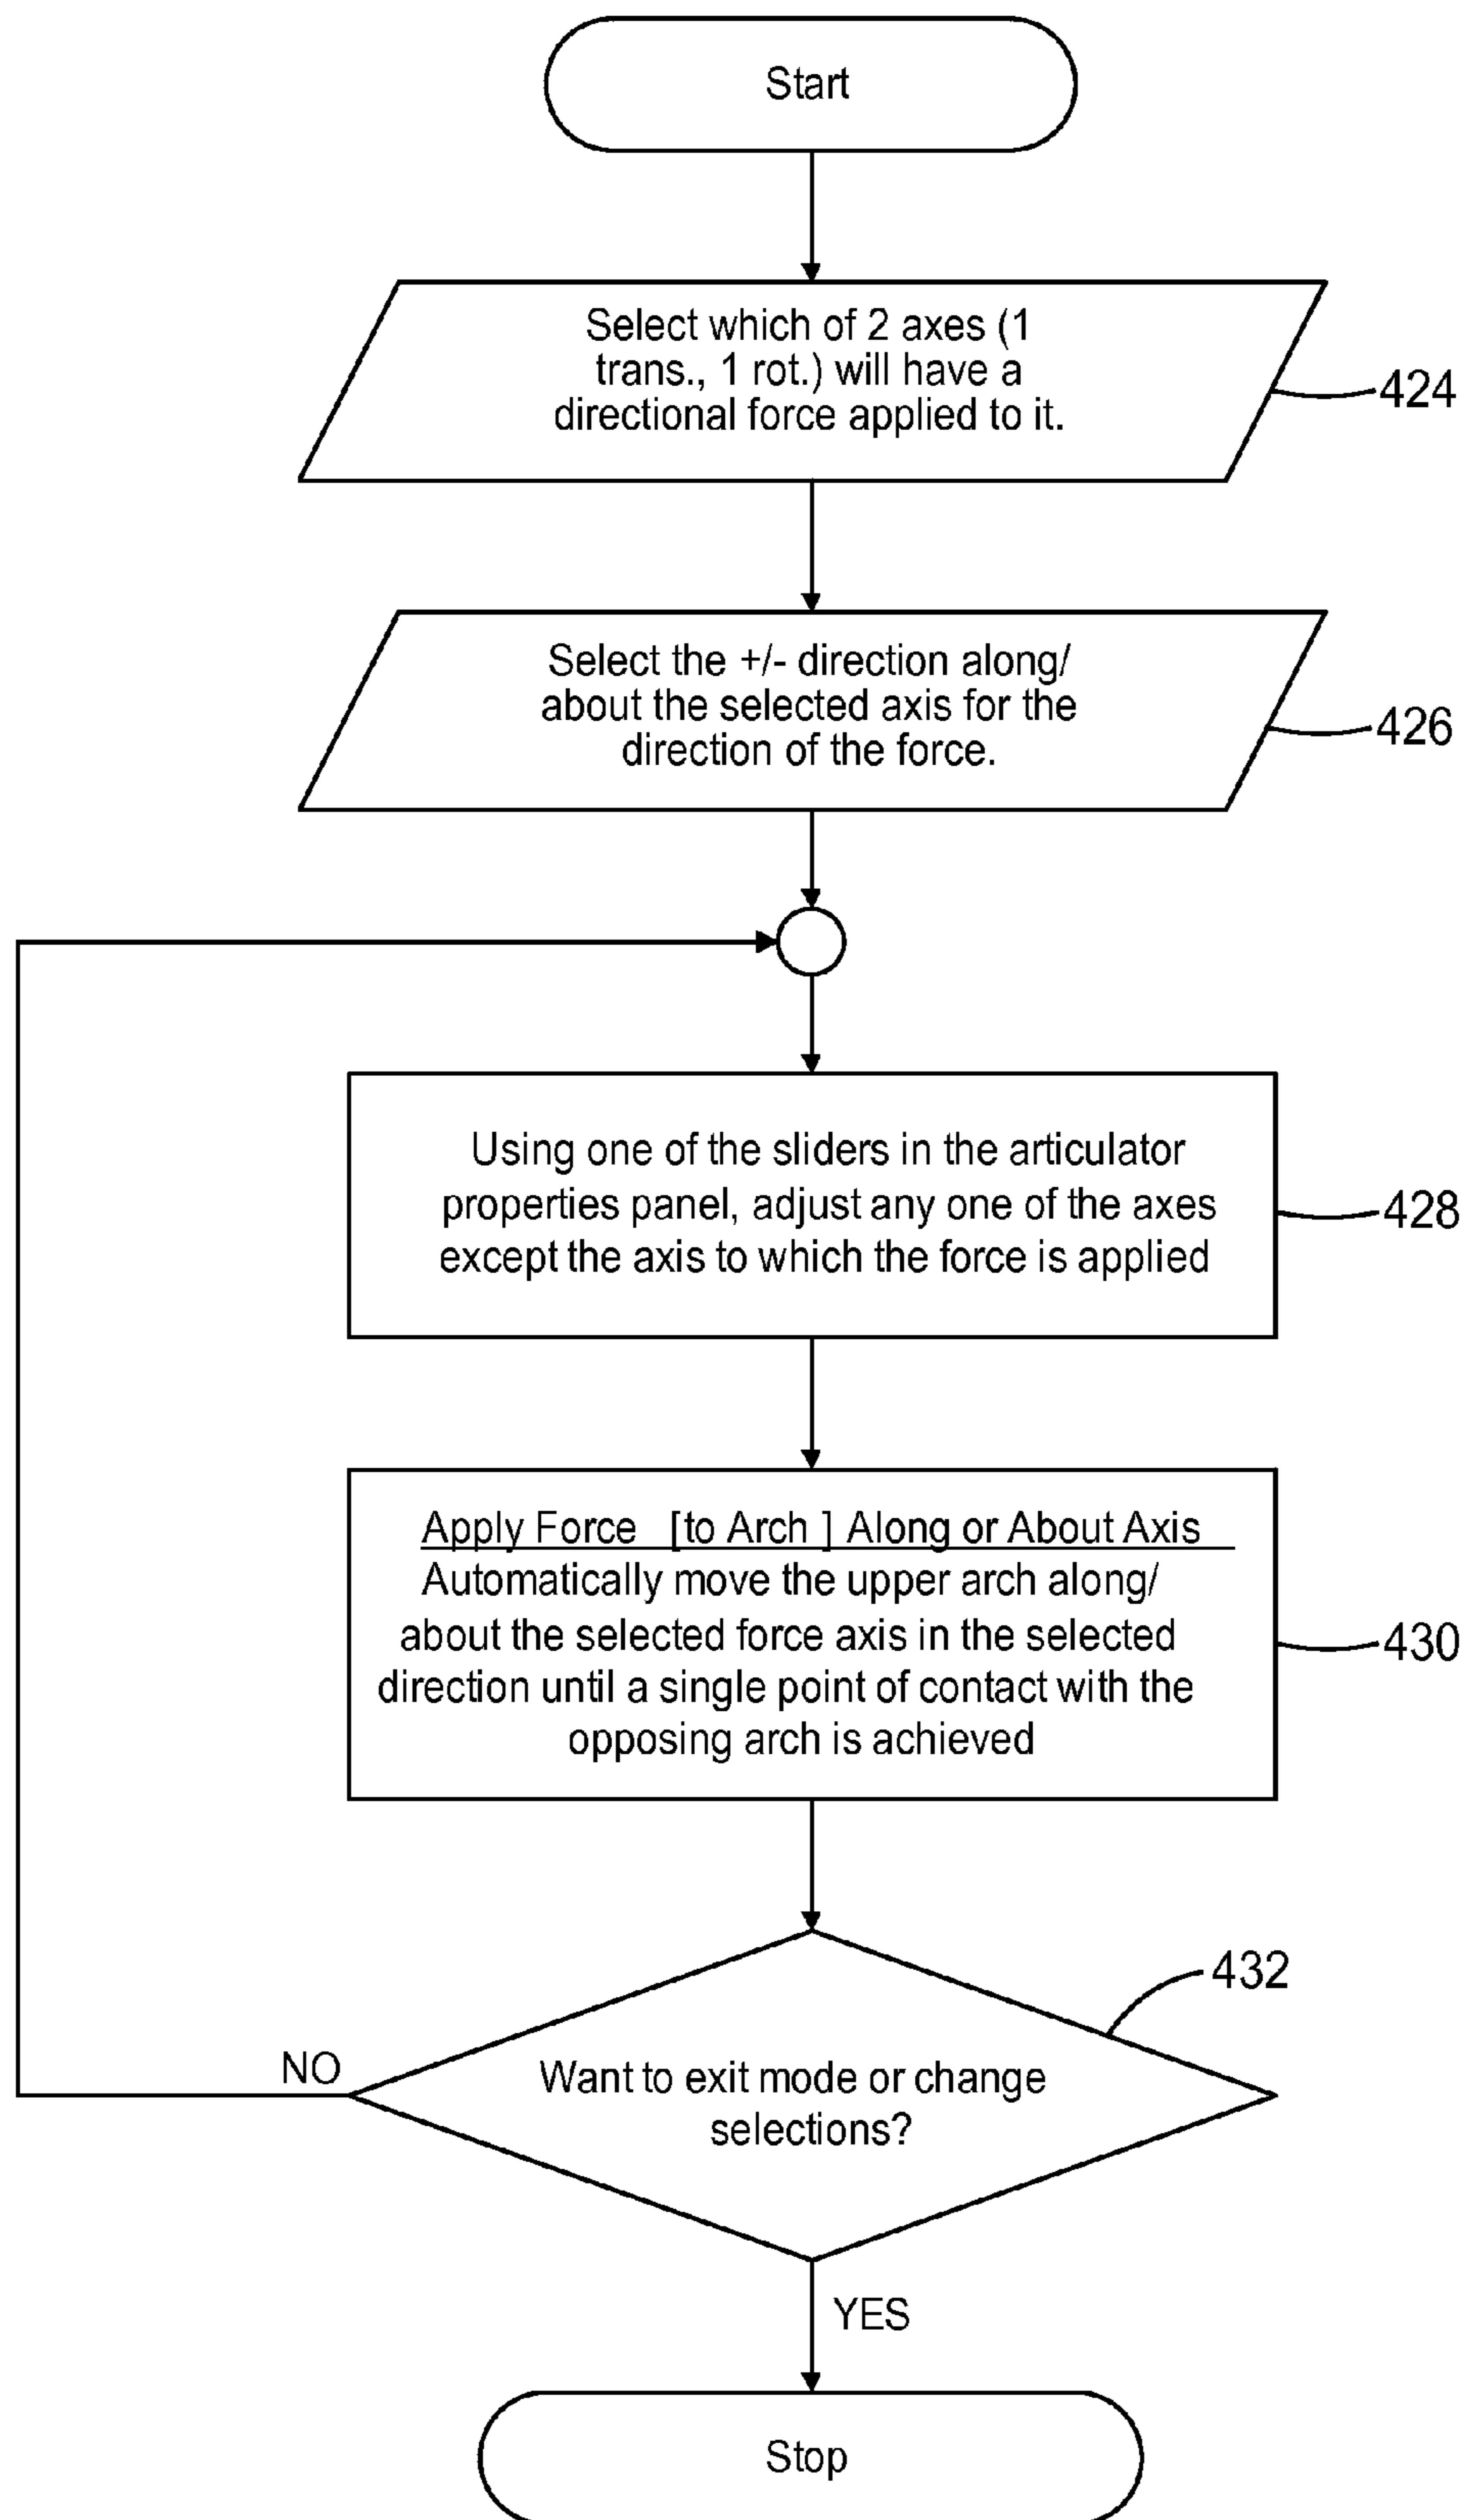 Start
Select which of 2 axes (1
trans., 1 rot.) will have a
directional force applied to it.
424
Select the +/- direction along/
about the selected axis for the
direction of the force.
426
Using one of the sliders in the articulator
properties panel, adjust any one of the axes
except the axis to which the force is applied
428
Apply Force [to Arch ] Along or About Axis
Automatically move the upper arch along/
about the selected force axis in the selected
direction until a single point of contact with the
opposing arch is achieved
430
432
Want to exit mode or change
selections?
NO
YES
Stop